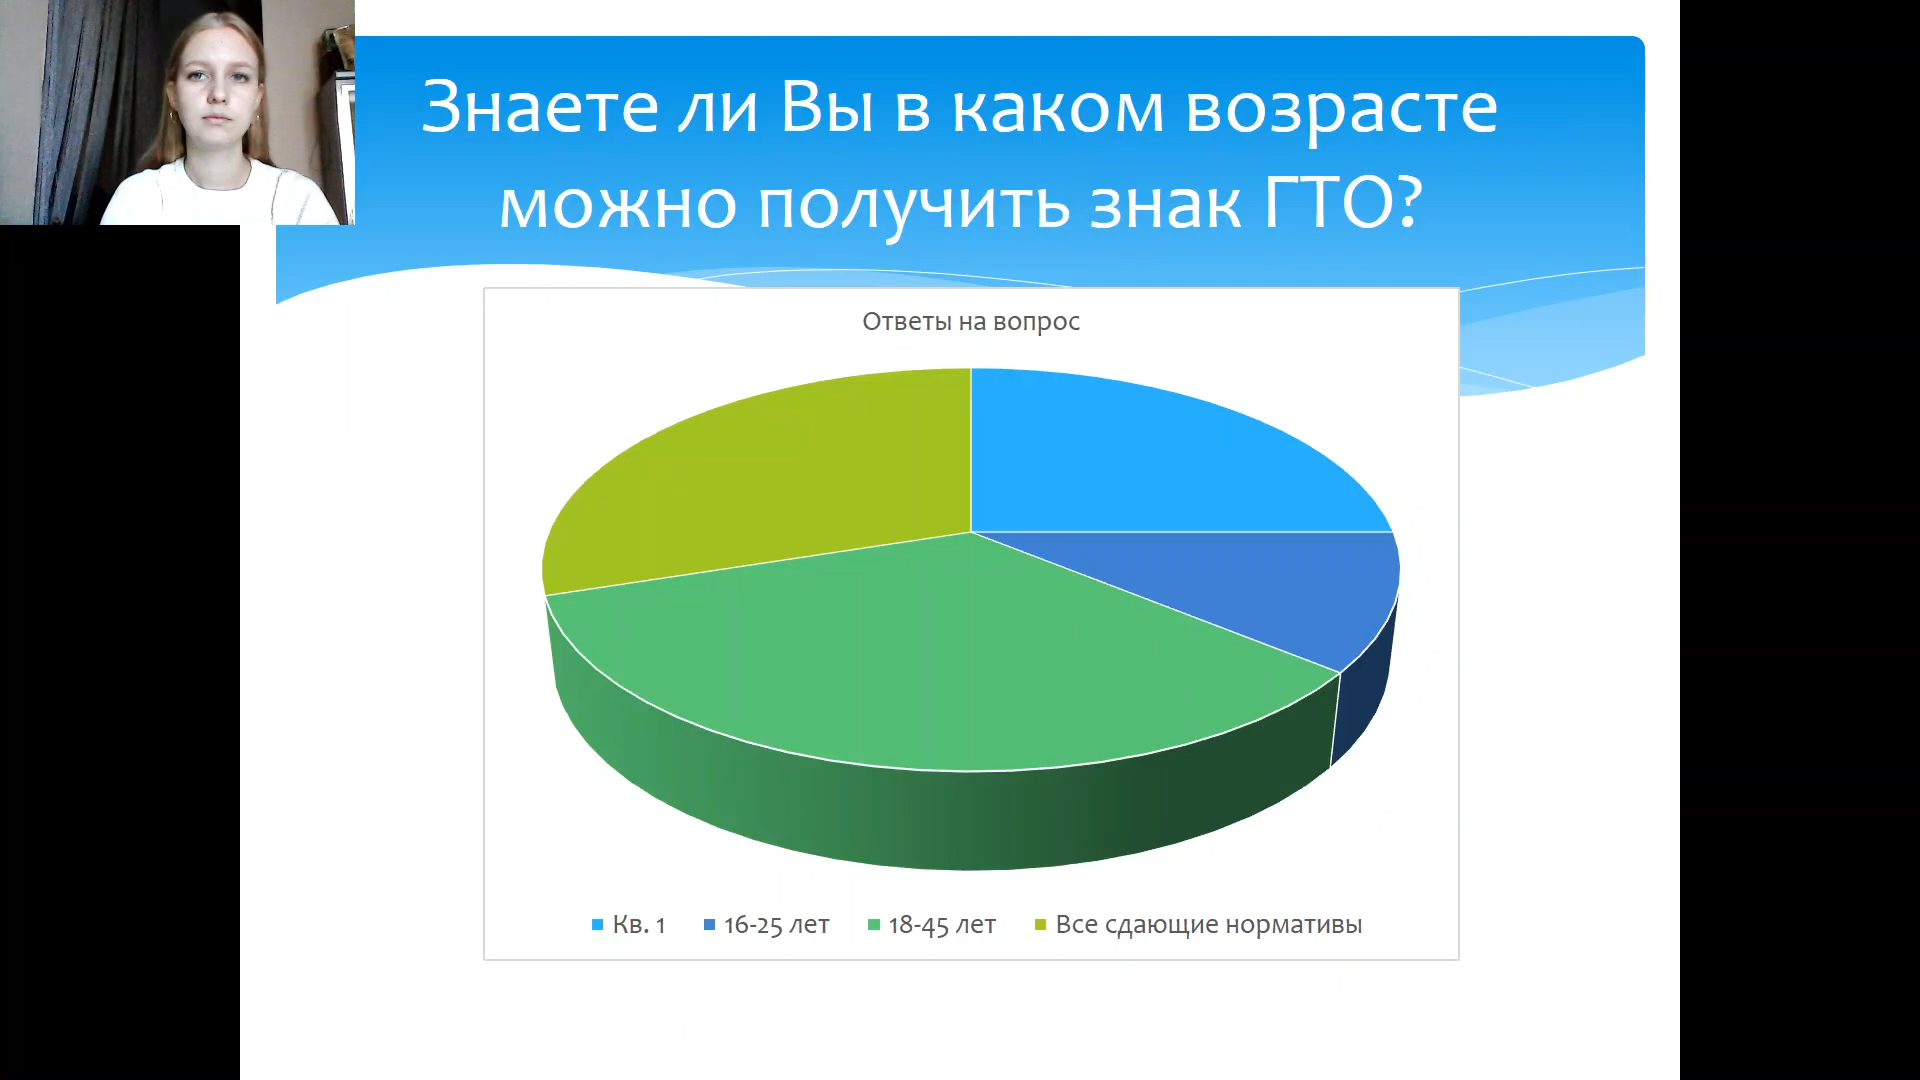 Знаете ли Вы в каком возрасте
можно получить знак ГТО?
Ответы на вопрос
Кв. 1 16-25 лет 18-45 лет Все сдающие нормативы